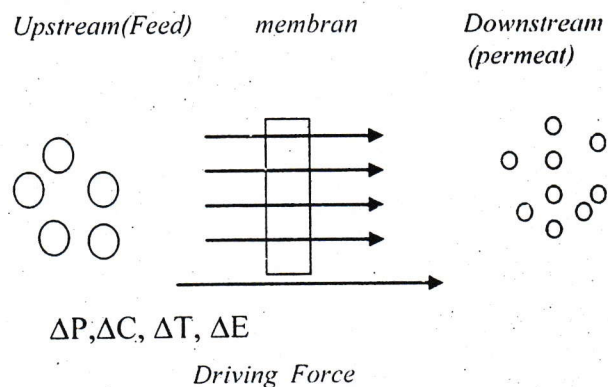 Upstream(Feed) membran Downstream
(permeat)
ΔP,ΔC, ΔT, ΔE
Driving Force